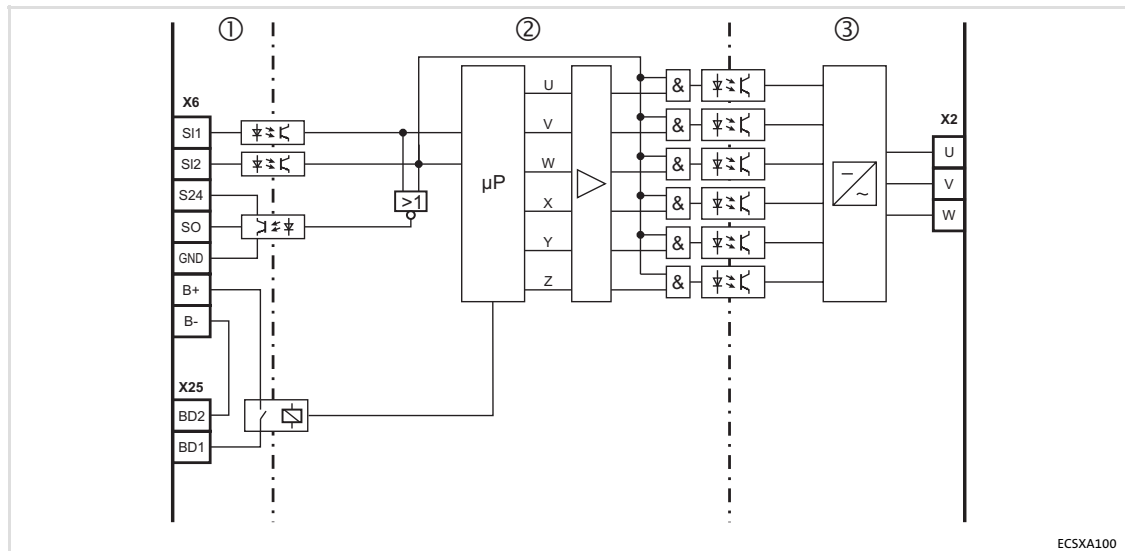 ① ② ③
X6
SI1
SI2
S24
SO
GND
B+
B-
X25
BD2
BD1
>1
µP
U
V
W
X
Y
Z
&
&
&
&
&
&
–
~
X2
U
V
W
ECSXA100